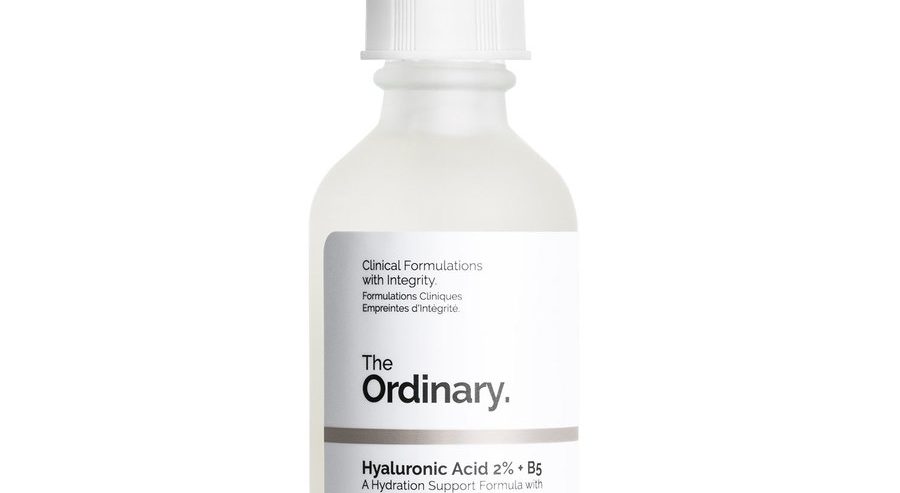 Clinical Formulations
with Integrity.
Formulations Cliniques
Empreintes d'Intégrité.
The
Ordinary.
Hyaluronic Acid 2% + B5
A Hydration Support Formula with